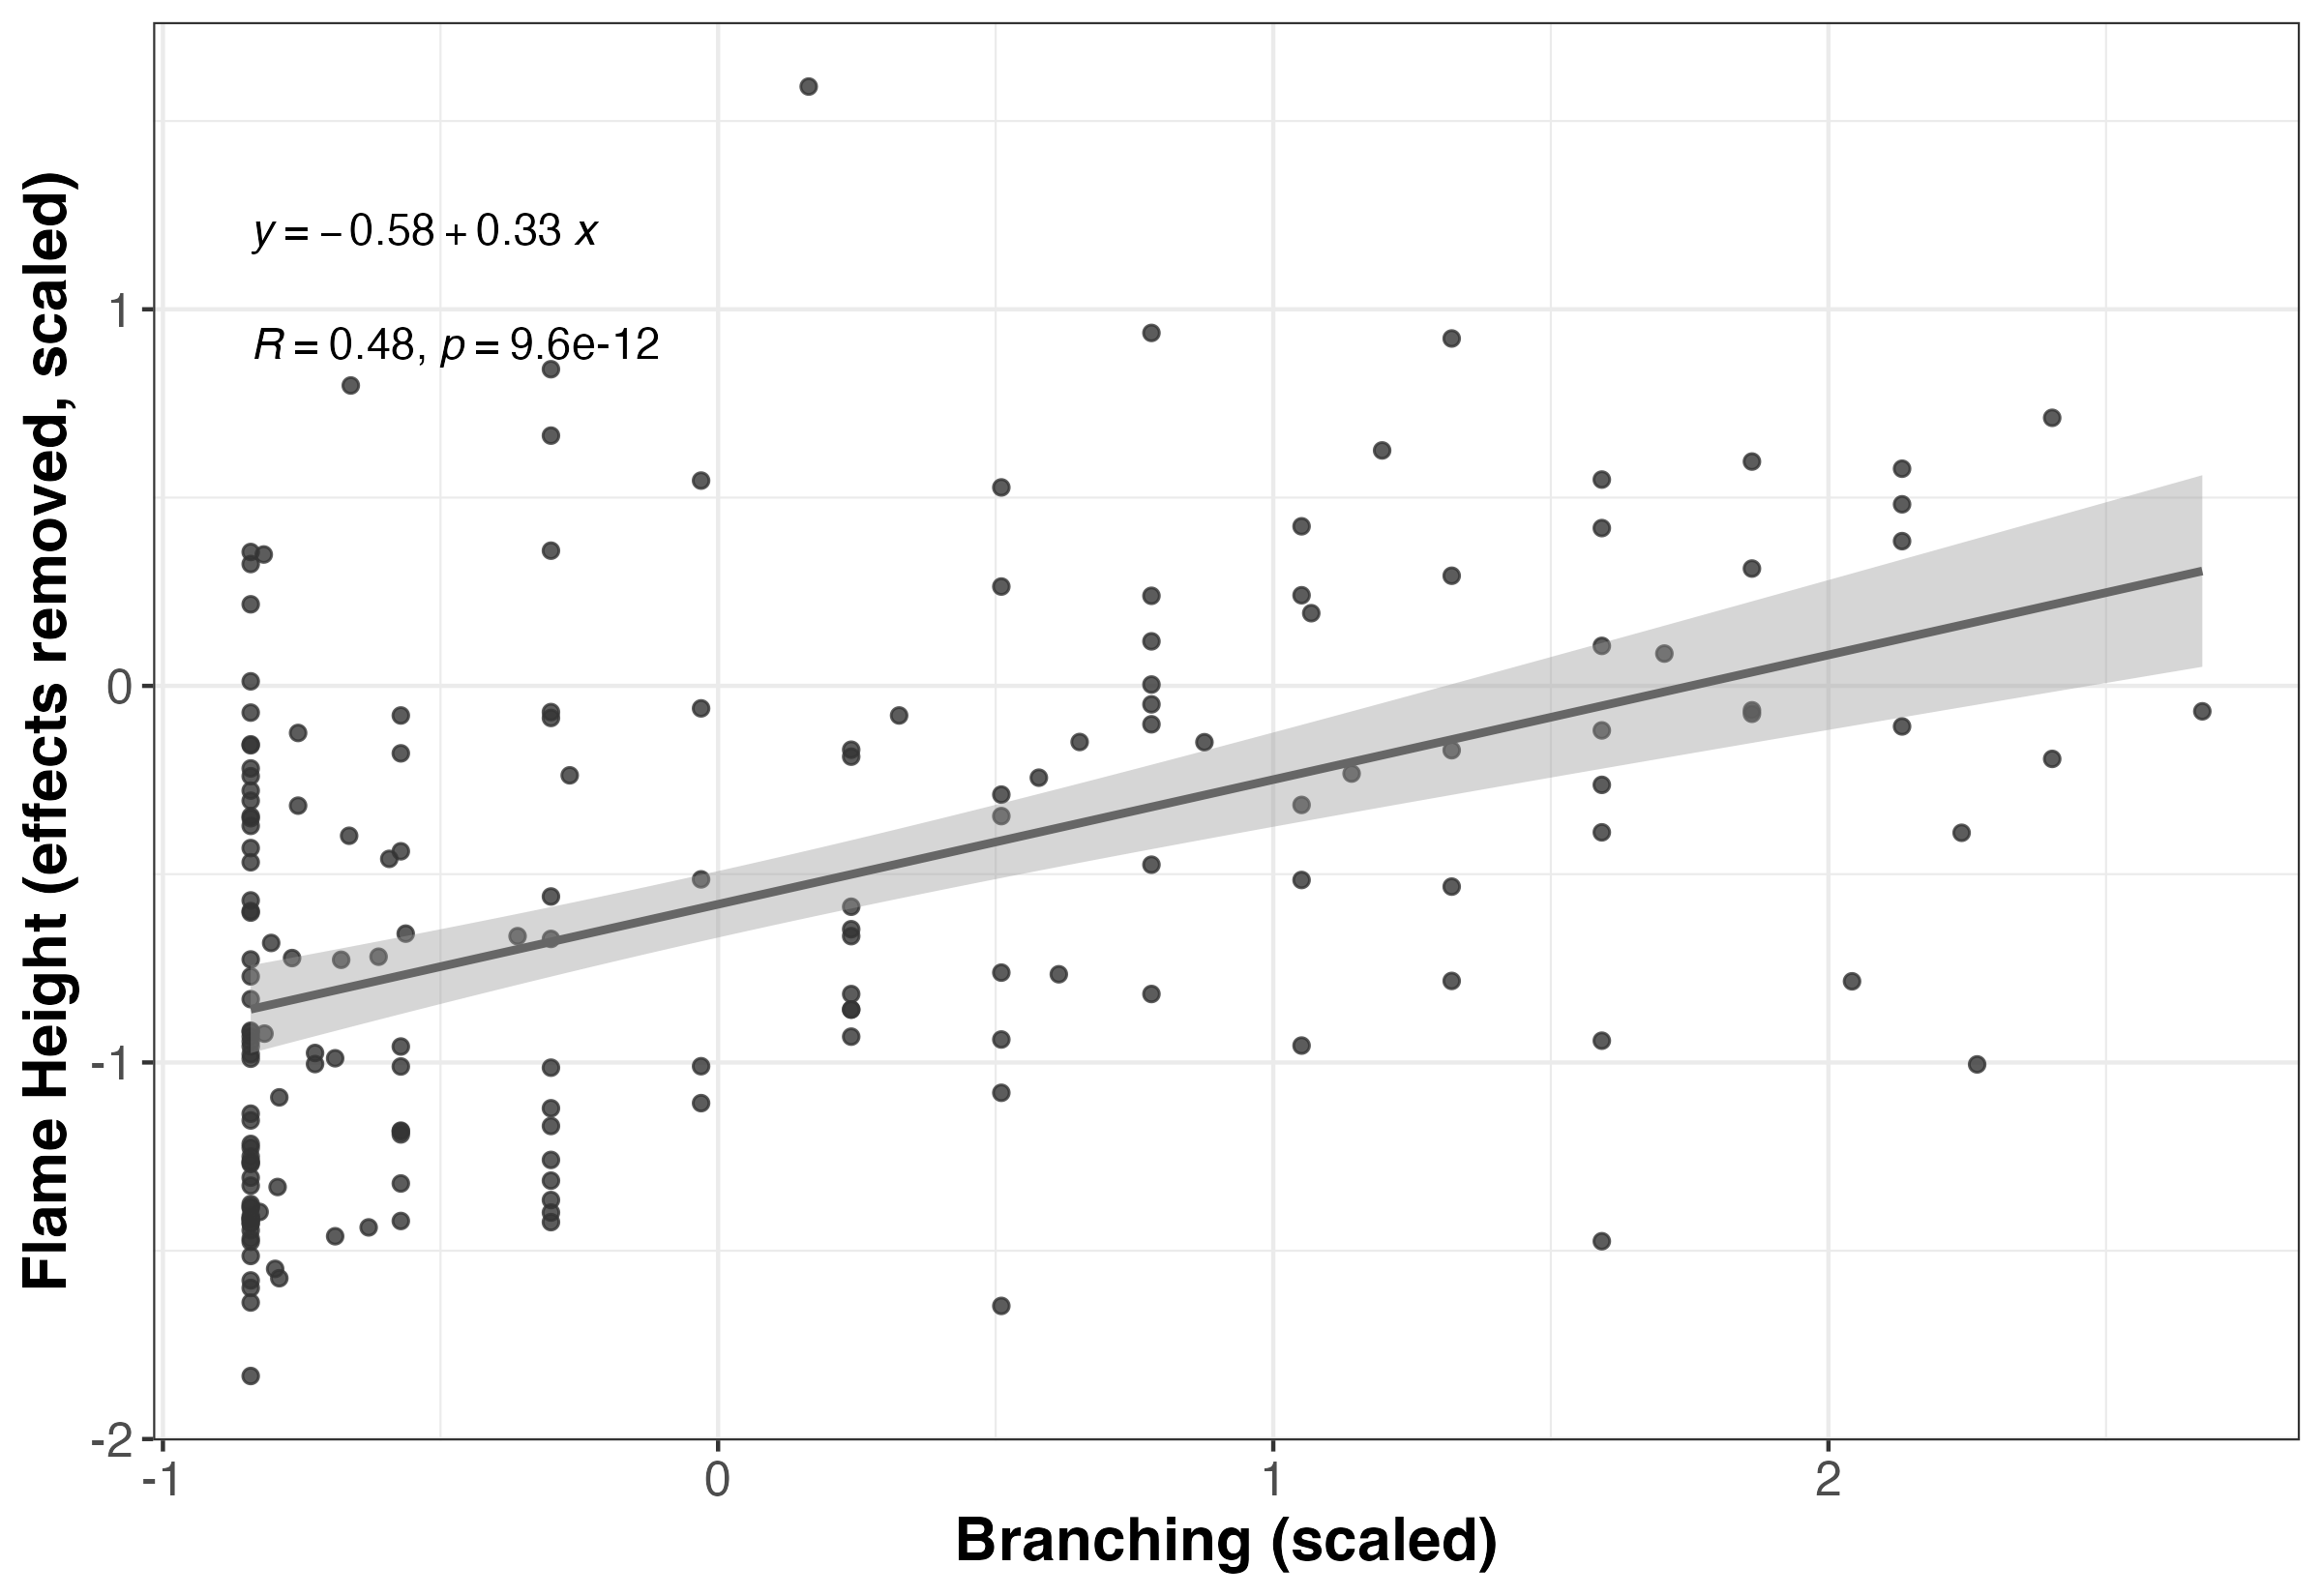 y = −0.58 + 0.33 x
R = 0.48, p = 9.6e-12
Flame Height (effects removed, scaled)
1
0
-1
-2
-1
0
1
2
Branching (scaled)